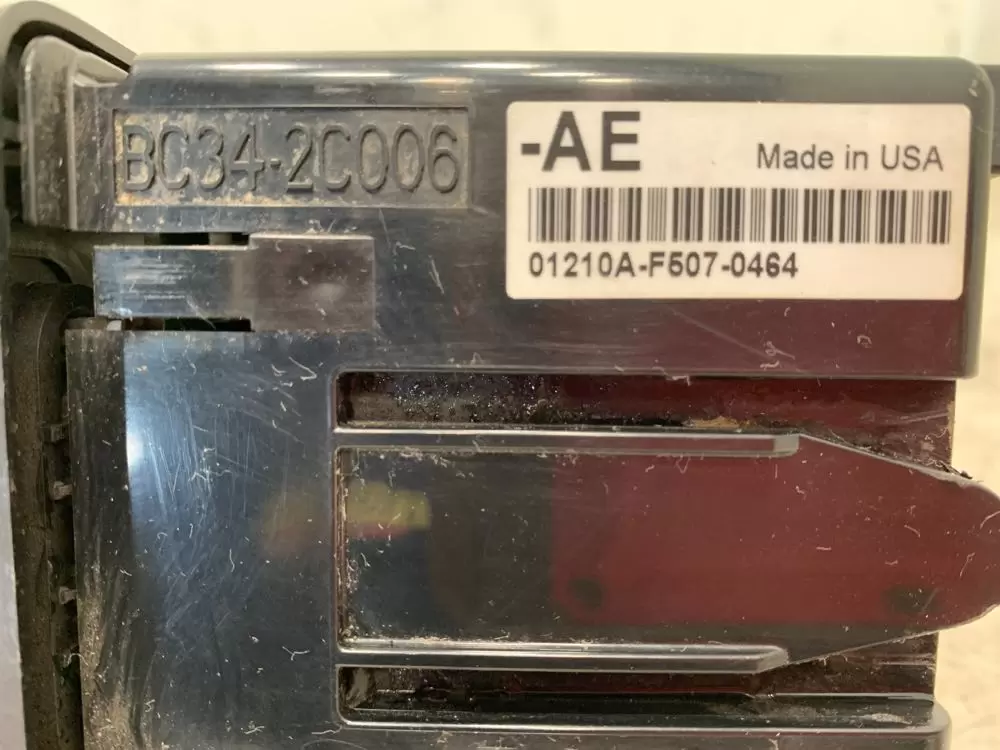 BC34-2C006
-AE
Made in USA
01210A-F507-0464